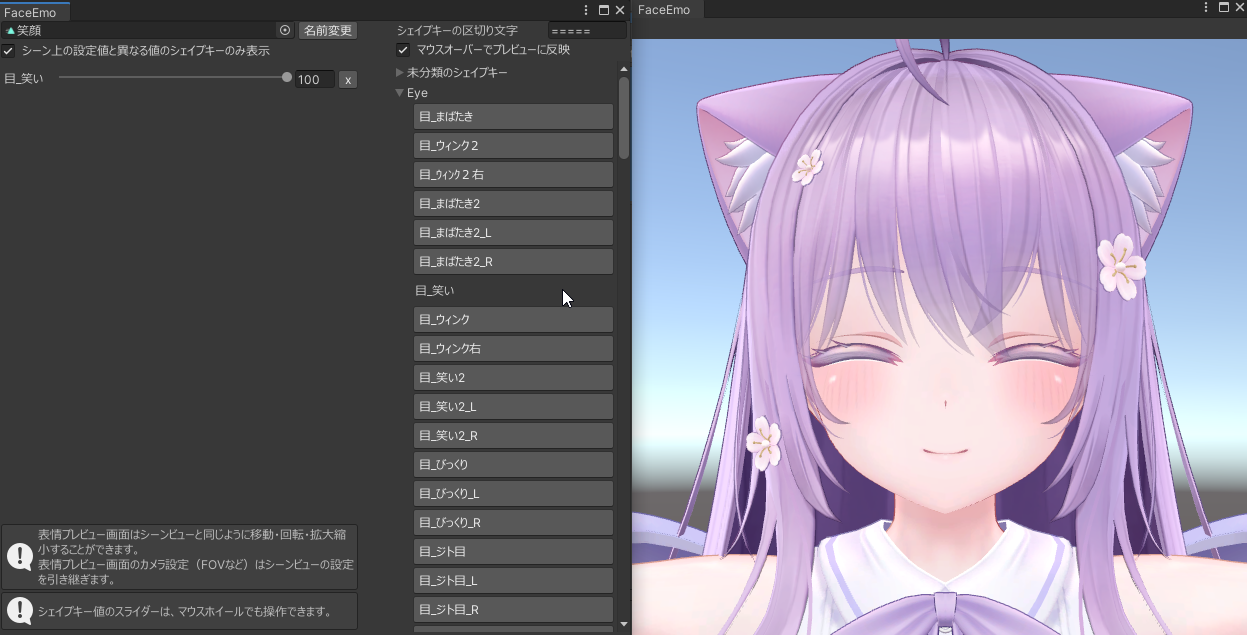 FaceEmo
笑顔
名前変更
シーン上の設定値と異なる値のシェイプキーのみ表示
目_笑い
100
x
表情プレビュー画面はシーンビューと同じように移動・回転・拡大縮
小することができます。
表情プレビュー画面のカメラ設定（FOVなど）はシーンビューの設定
を引き継ぎます。
シェイプキー値のスライダーは、マウスホイールでも操作できます。
シェイプキーの区切り文字
=====
マウスオーバーでプレビューに反映
未分類のシェイプキー
Eye
目_まばたき
目_ウィンク２
目_ｳｨﾝｸ２右
目_まばたき2
目_まばたき2_L
目_まばたき2_R
目_笑い
目_ウィンク
目_ウィンク右
目_笑い2
目_笑い2_L
目_笑い2_R
目_びっくり
目_びっくり_L
目_びっくり_R
目_ジト目
目_ジト目_L
目_ジト目_R
FaceEmo